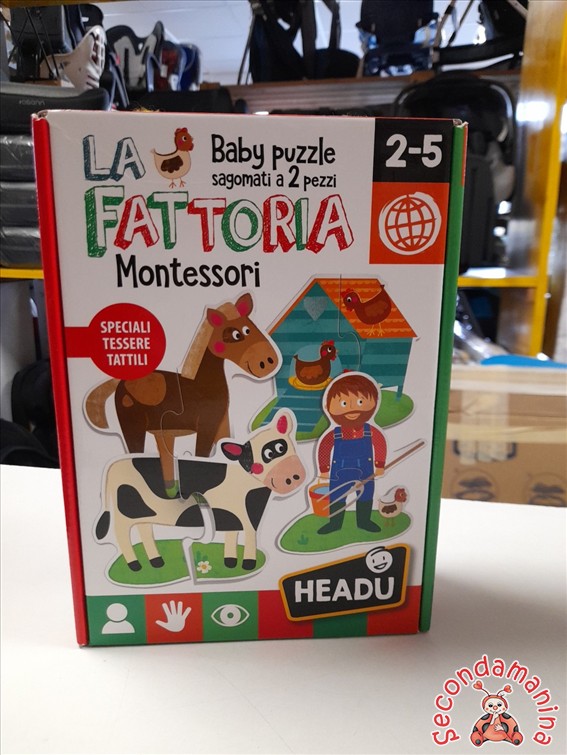 LA
FATTORIA
Montessori
Baby puzzle
sagomati a 2 pezzi
2-5
SPECIALI
TESSERE
TATTILI
HEADU
Secondamanina